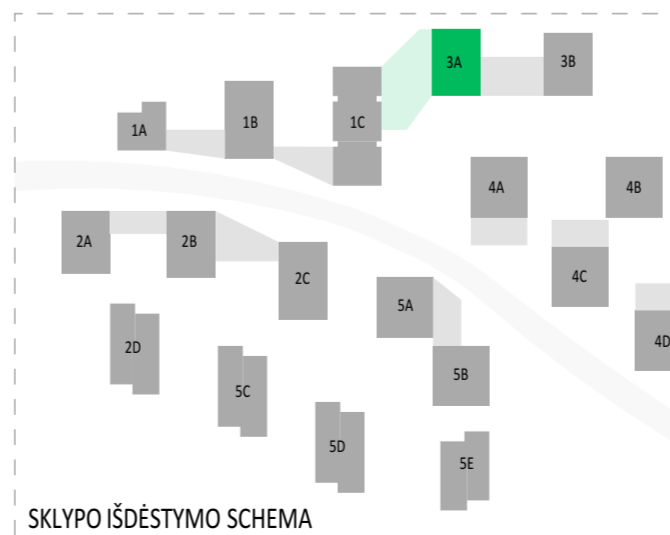 3A
3B
1A
1B
1C
4A
4B
2A
2B
2C
4C
5A
4D
2D
5B
5C
5D
5E
SKLYPO IŠDĖSTYMO SCHEMA